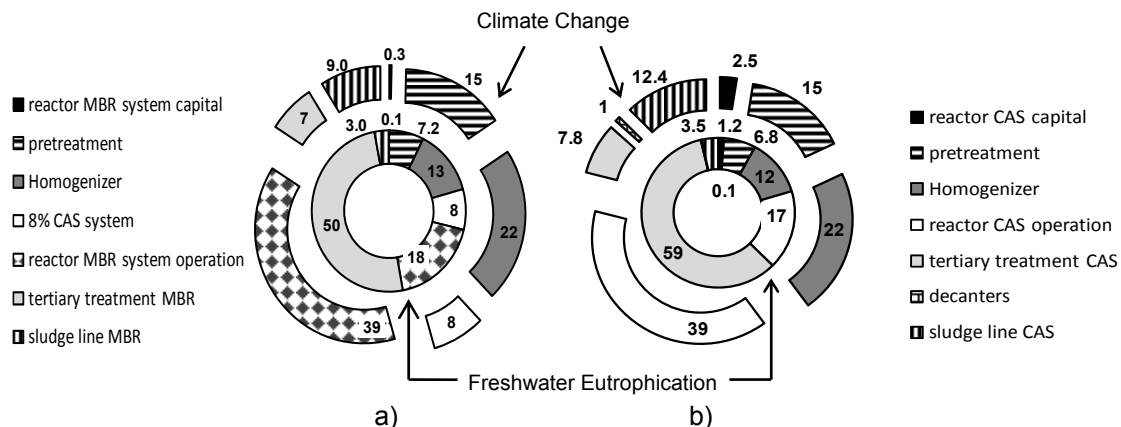 Climate Change
reactor MBR system capital
pretreatment
Homogenizer
8% CAS system
reactor MBR system operation
tertiary treatment MBR
sludge line MBR
0.3
9.0
15
7
3.0
0.1
7.2
13
8
22
50
18
39
8
2.5
12.4
15
1
7.8
3.5
1.2
6.8
0.1
12
17
22
59
39
reactor CAS capital
pretreatment
Homogenizer
reactor CAS operation
tertiary treatment CAS
decanters
sludge line CAS
Freshwater Eutrophication
a)
b)